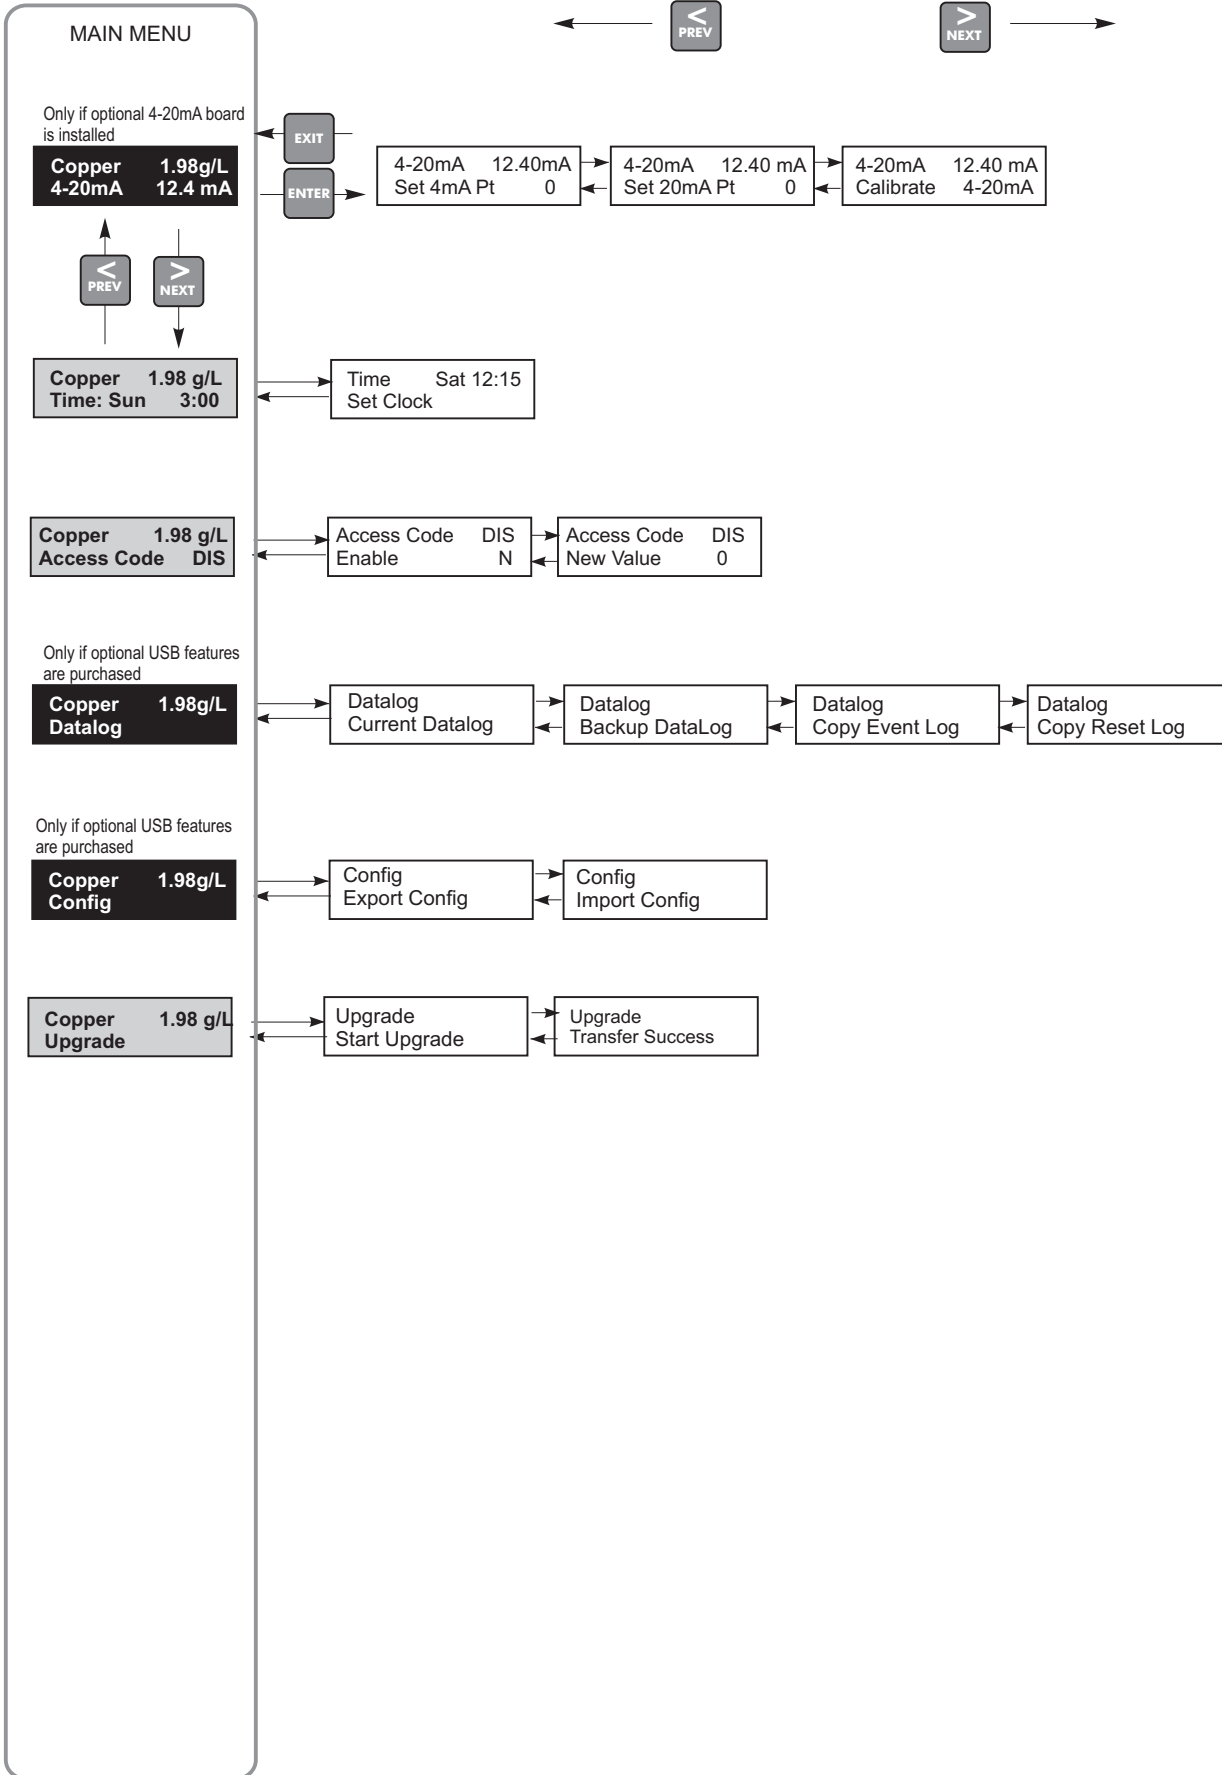 MAIN MENU
<
PREV
>
NEXT
Only if optional 4-20mA board
is installed
Copper 1.98g/L
4-20mA 12.4 mA
EXIT
ENTER
4-20mA 12.40mA
Set 4mA Pt 0
4-20mA 12.40 mA
Set 20mA Pt 0
4-20mA 12.40 mA
Calibrate 4-20mA
<
PREV
>
NEXT
Copper 1.98 g/L
Time: Sun 3:00
Time Sat 12:15
Set Clock
Copper 1.98 g/L
Access Code DIS
Access Code DIS
Enable N
Access Code DIS
New Value 0
Only if optional USB features
are purchased
Copper 1.98g/L
Datalog
Datalog
Current Datalog
Datalog
Backup DataLog
Datalog
Copy Event Log
Datalog
Copy Reset Log
Only if optional USB features
are purchased
Copper 1.98g/L
Config
Config
Export Config
Config
Import Config
Copper 1.98 g/L
Upgrade
Upgrade
Start Upgrade
Upgrade
Transfer Success